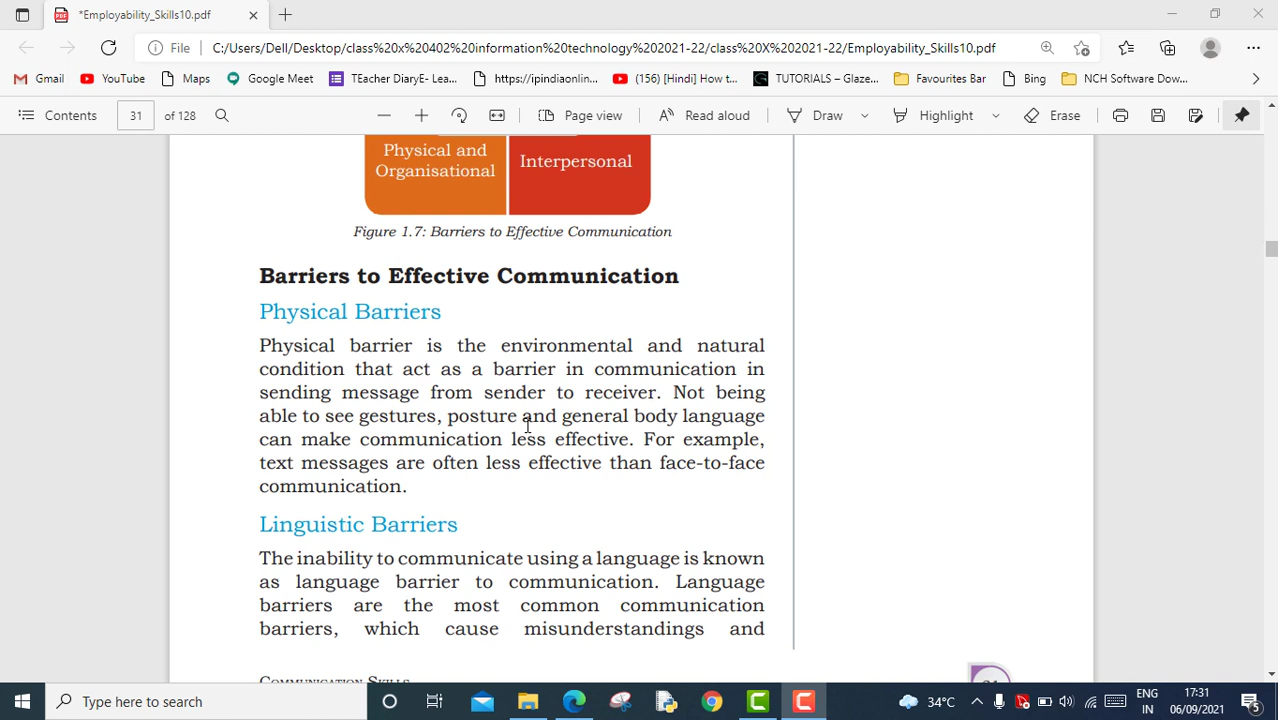 *Employability_Skills10.pdf
File C:/Users/Dell/Desktop/class%20x%20402%20information%20technology%202021-22/class%20X%202021-22/Employability_Skills10.pdf
Gmail YouTube Maps Google Meet TEacher DiaryE- Lea... https://ipindiaonlin... (156) [Hindi] How t... TUTORIALS – Glaze... Favourites Bar Bing NCH Software Dow...
Contents 31 of 128 Page view Read aloud Draw Highlight Erase
Physical and
Organisational
Interpersonal
Figure 1.7: Barriers to Effective Communication
Barriers to Effective Communication
Physical Barriers
Physical barrier is the environmental and natural
condition that act as a barrier in communication in
sending message from sender to receiver. Not being
able to see gestures, posture and general body language
can make communication less effective. For example,
text messages are often less effective than face-to-face
communication.
Linguistic Barriers
The inability to communicate using a language is known
as language barrier to communication. Language
barriers are the most common communication
barriers, which cause misunderstandings and
Communication Skills
Type here to search
34°C
ENG
IN
17:31
06/09/2021
5